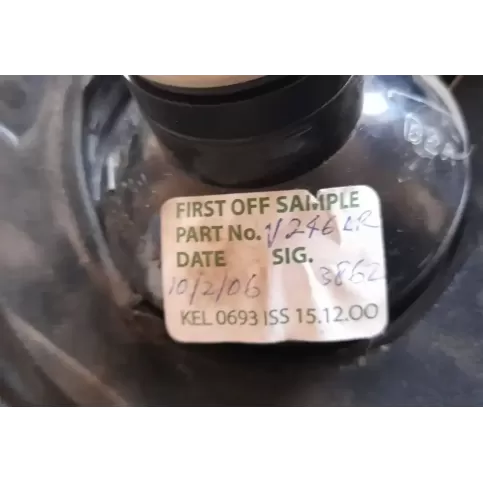 FIRST OFF SAMPLE
PART No. V246 LR
DATE SIG.
10/2/06 3862
KEL 0693 ISS 15.12.00